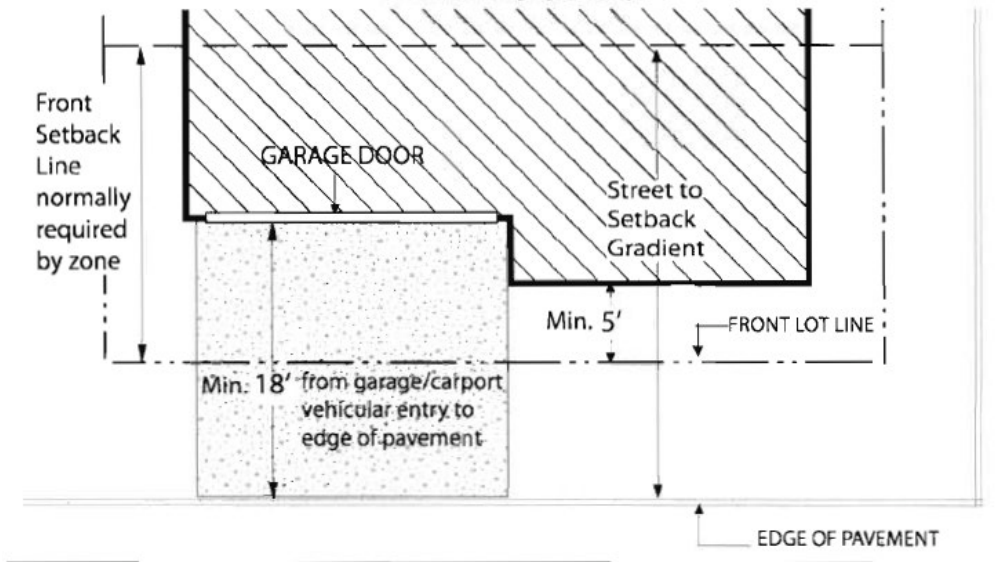 Front
Setback
Line
normally
required
by zone
GARAGE DOOR
Street to
Setback
Gradient
Min. 5'
FRONT LOT LINE
Min. 18' from garage/carport
vehicular entry to
edge of pavement
EDGE OF PAVEMENT